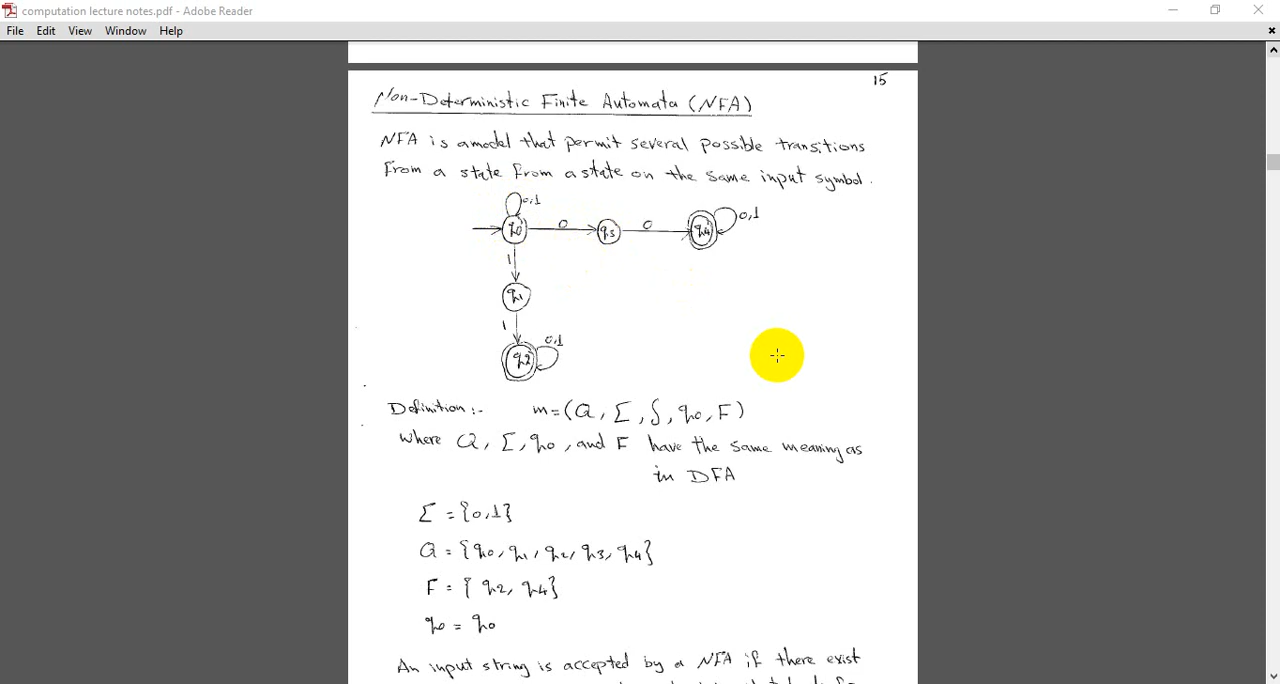 computation lecture notes.pdf - Adobe Reader
File Edit View Window Help
15
Non-Deterministic Finite Automata (NFA)
NFA is a model that permit several possible transitions
from a state from a state on the same input symbol.
0,1
q0 0 q3 0 q4 0,1
1
q1
1
0,1
q2
Definition:- m=(Q, Σ, δ, q0, F)
where Q, Σ, q0, and F have the same meaning as
in DFA
Σ = {0,1}
Q = {q0, q1, q2, q3, q4}
F = { q2, q4}
q0 = q0
An input string is accepted by a NFA if there exist